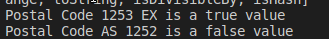 Postal Code 1253 EX is a true value
Postal Code AS 1252 is a false value